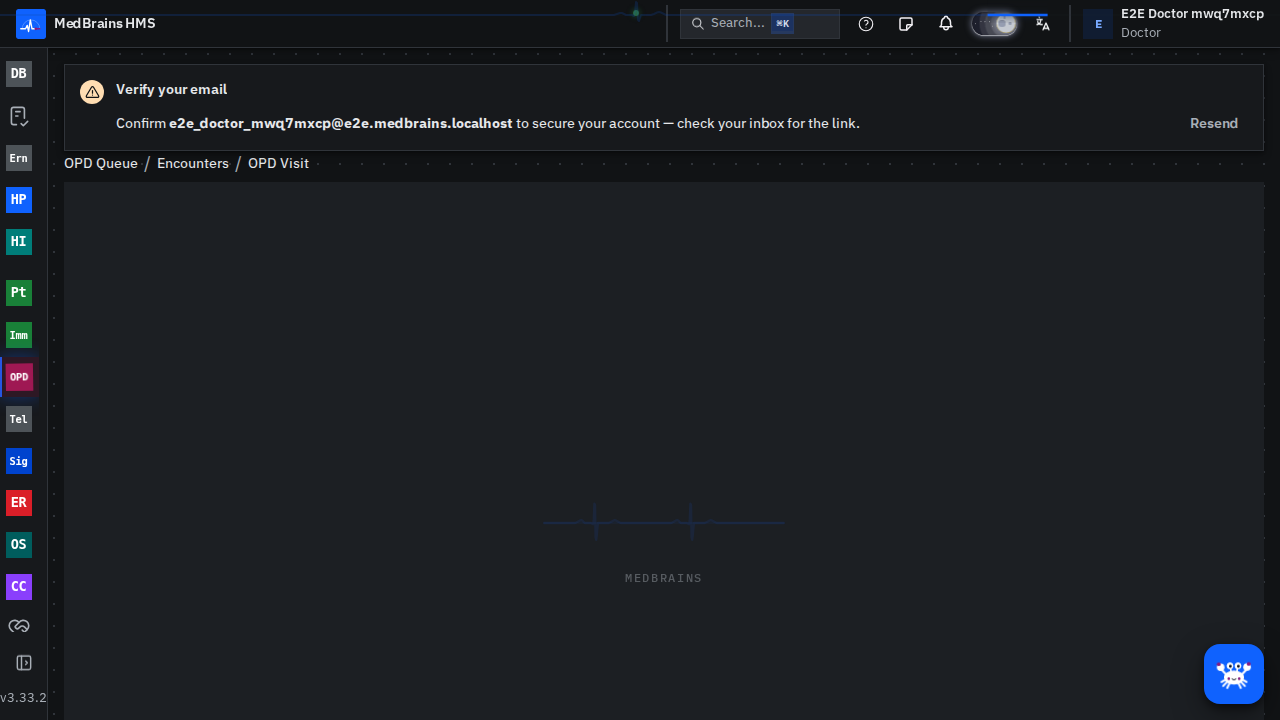 MedBrains HMS
Search... ⌘K
E
E2E Doctor mwq7mxcp
Doctor
DB
Ern
HP
HI
Pt
Imm
OPD
Tel
Sig
ER
OS
CC
v3.33.2
Verify your email
Confirm e2e_doctor_mwq7mxcp@e2e.medbrains.localhost to secure your account — check your inbox for the link.
Resend
OPD Queue / Encounters / OPD Visit
MEDBRAINS